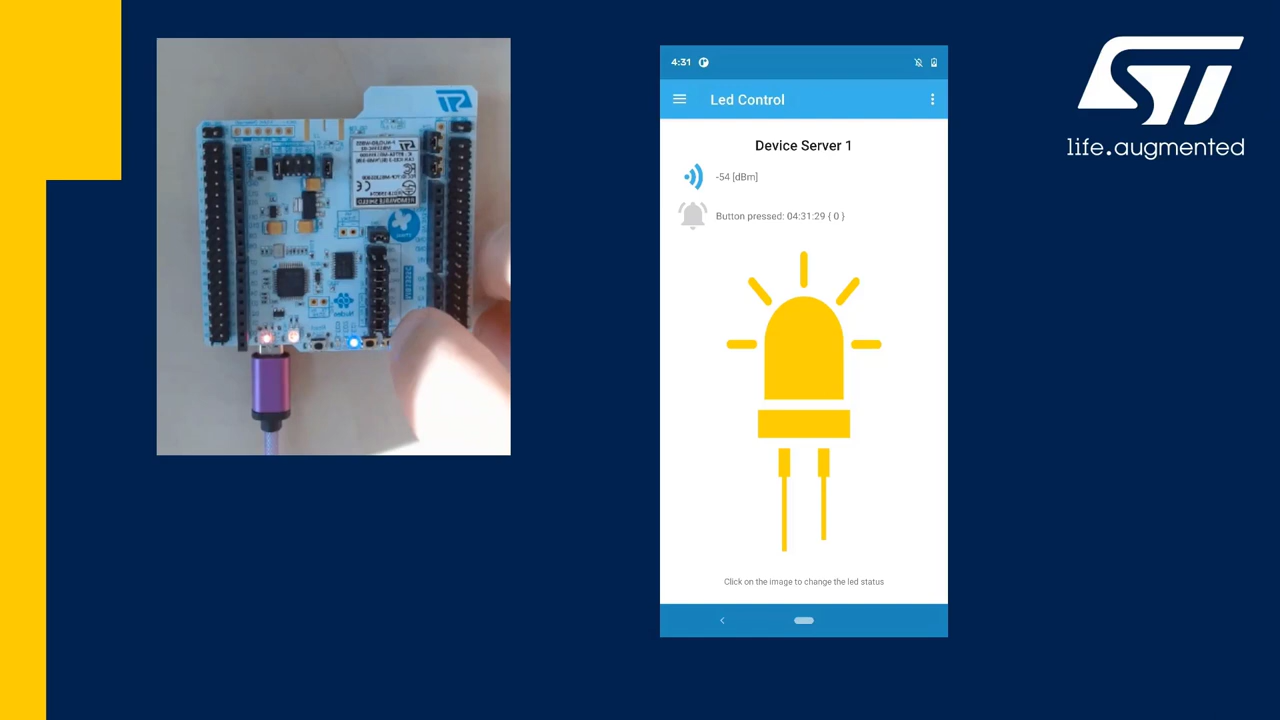 4:31
Led Control
Device Server 1
-54 [dBm]
Button pressed: 04:31:29 { 0 }
Click on the image to change the led status
ST
life.augmented